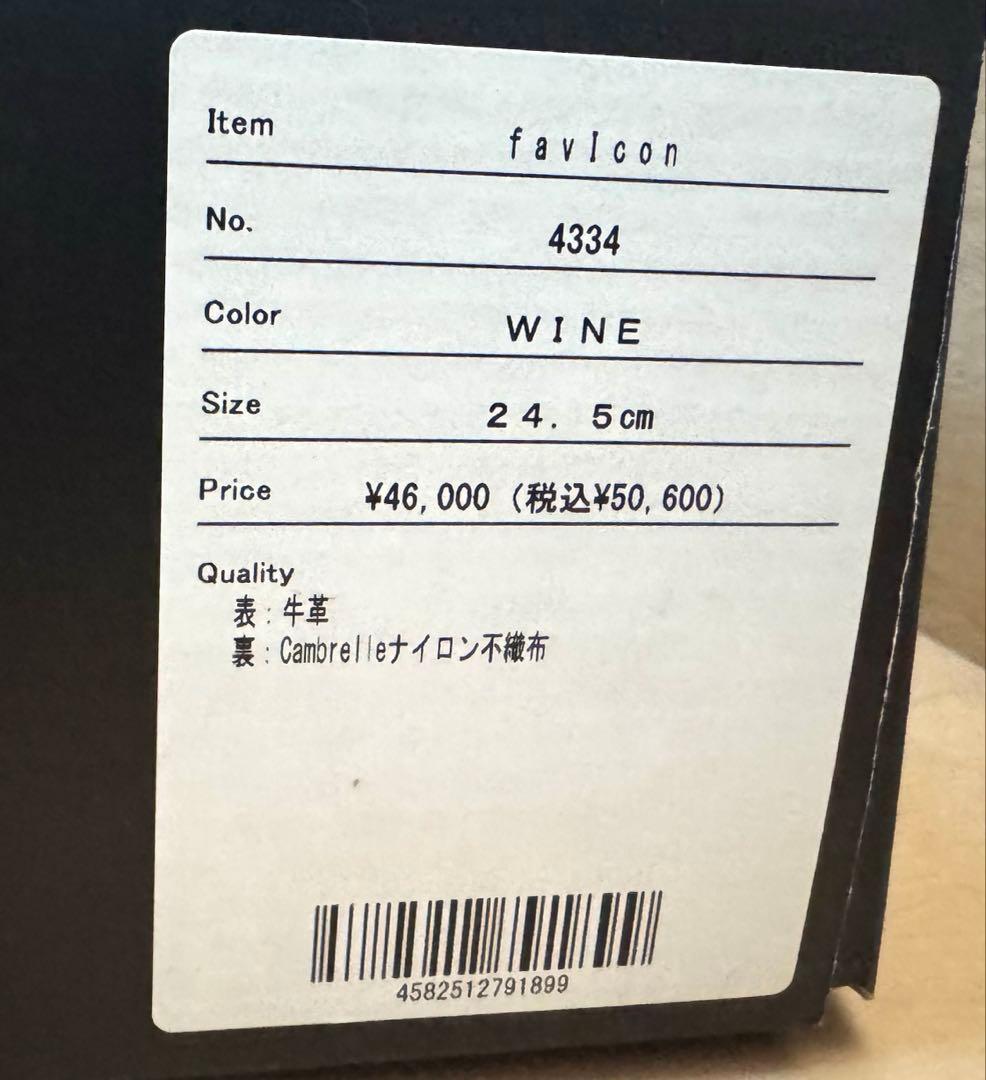 Item favIcon
No. 4334
Color WINE
Size 24. 5cm
Price ¥46,000 (税込¥50,600)
Quality
表:牛革
裏:Cambrelleナイロン不織布
4582512791899